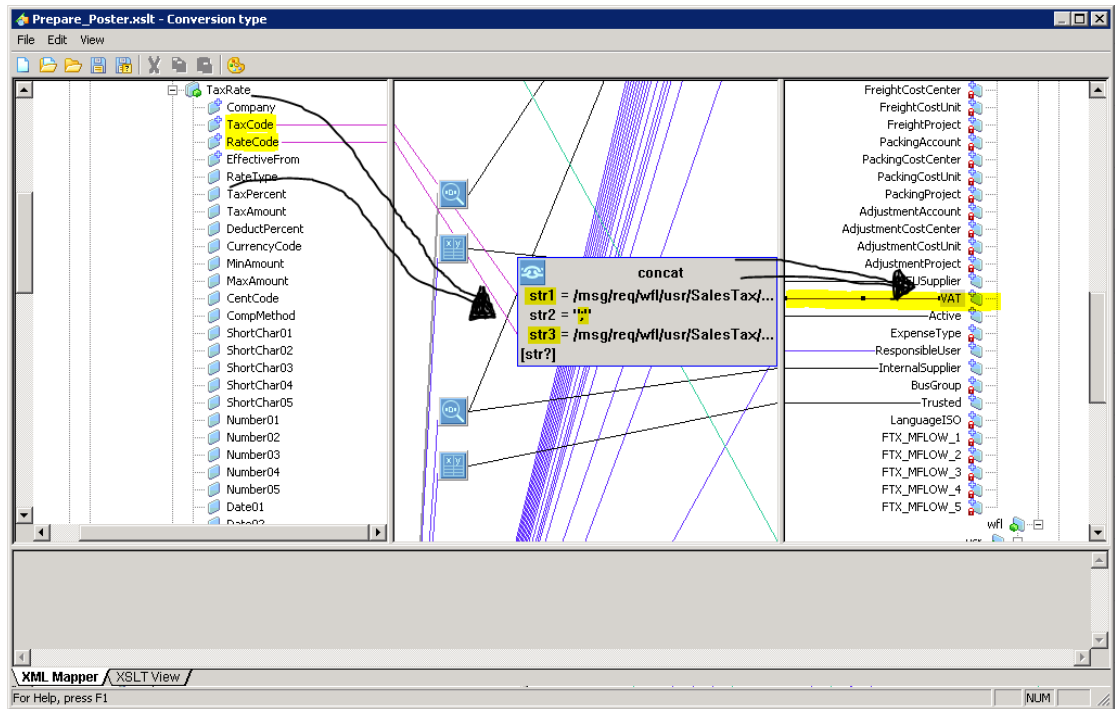 Prepare_Poster.xslt - Conversion type
File Edit View
TaxRate
Company
TaxCode
RateCode
EffectiveFrom
RateType
TaxPercent
TaxAmount
DeductPercent
CurrencyCode
MinAmount
MaxAmount
CentCode
CompMethod
ShortChar01
ShortChar02
ShortChar03
ShortChar04
ShortChar05
Number01
Number02
Number03
Number04
Number05
Date01
Date02
concat
str1 = /msg/req/wfl/usr/SalesTax/...
str2 = ";"
str3 = /msg/req/wfl/usr/SalesTax/...
[str?]
FreightCostCenter
FreightCostUnit
FreightProject
PackingAccount
PackingCostCenter
PackingCostUnit
PackingProject
AdjustmentAccount
AdjustmentCostCenter
AdjustmentCostUnit
AdjustmentProject
EUSupplier
VAT
Active
ExpenseType
ResponsibleUser
InternalSupplier
BusGroup
Trusted
LanguageISO
FTX_MFLOW_1
FTX_MFLOW_2
FTX_MFLOW_3
FTX_MFLOW_4
FTX_MFLOW_5
wfl
XML Mapper XSLT View
For Help, press F1
NUM